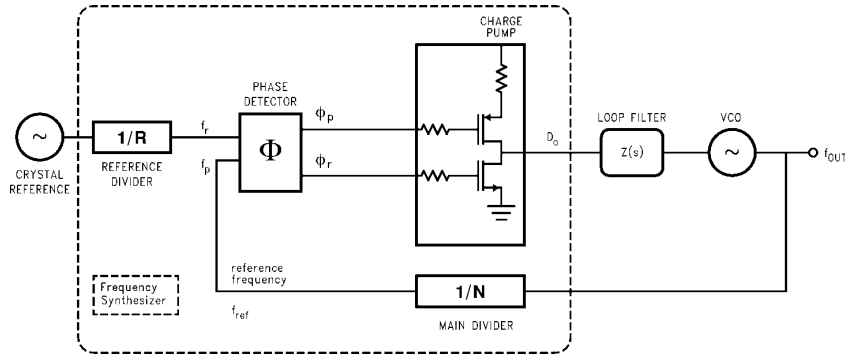 CHARGE
PUMP
PHASE
DETECTOR
LOOP FILTER
VCO
~
1/R
fr
fp
Φ
ϕp
ϕr
Do
Z(s)
~
fOUT
CRYSTAL
REFERENCE
REFERENCE
DIVIDER
reference
frequency
fref
1/N
MAIN DIVIDER
Frequency
Synthesizer